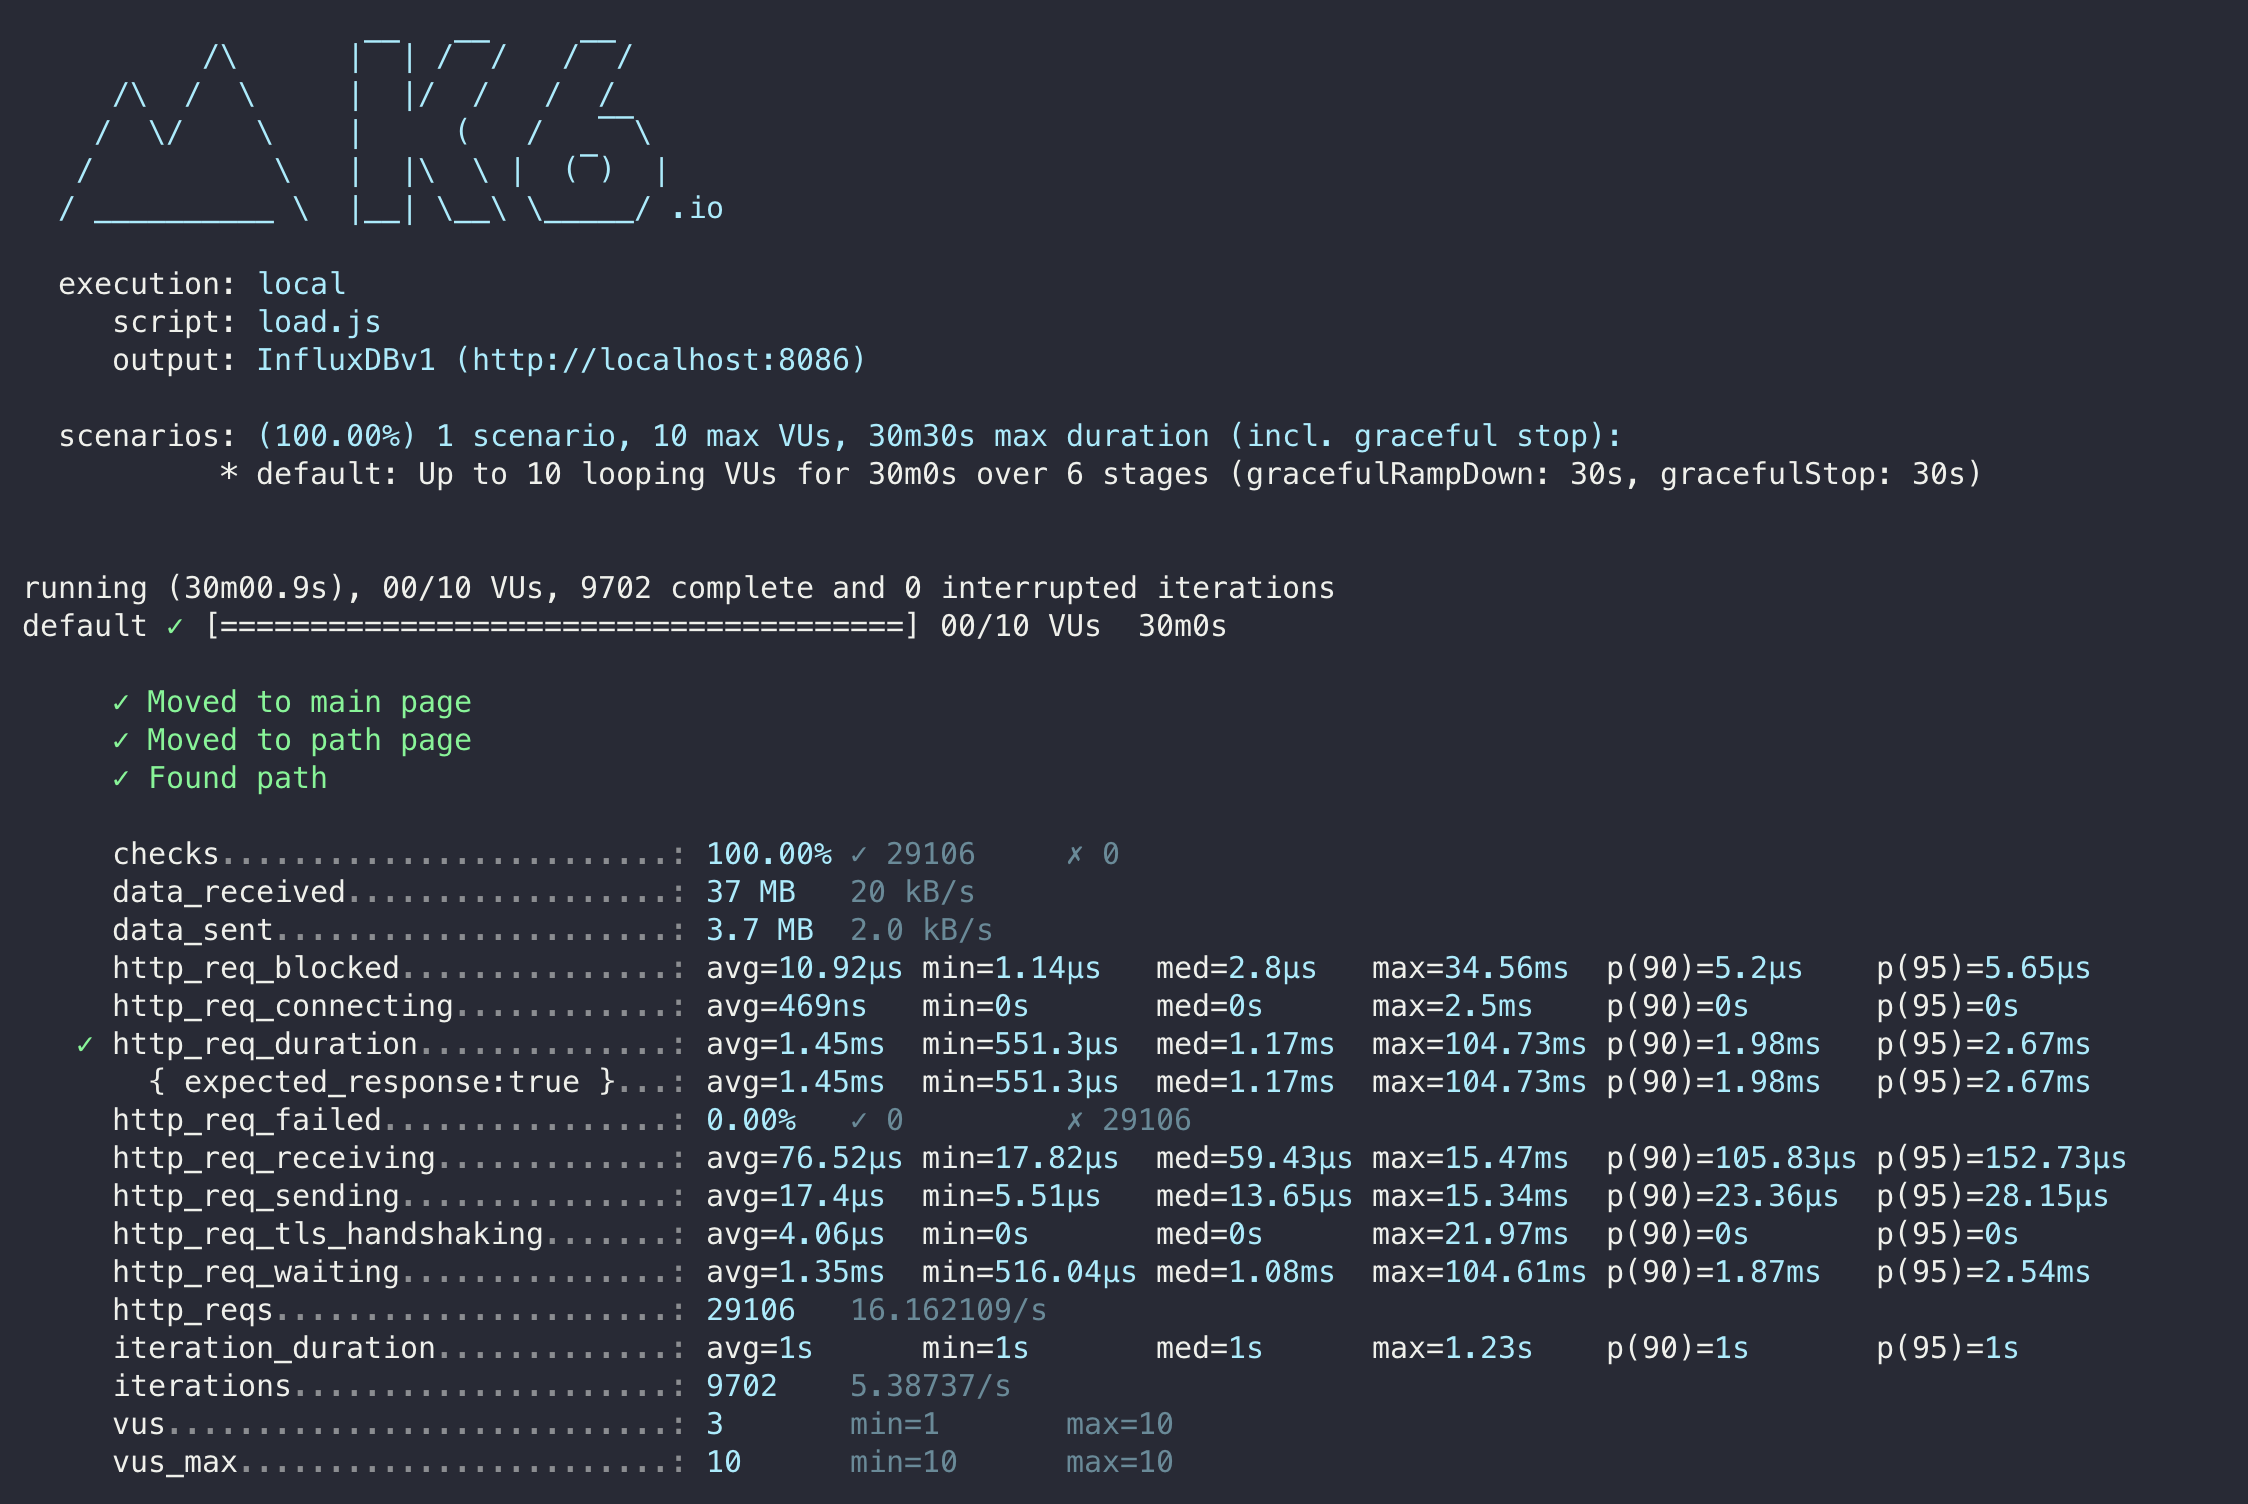 /\      |‾‾| /‾‾/   /‾‾/
     /\  /  \     |  |/  /   /  /
    /  \/    \    |     (   /   ‾‾\
   /          \   |  |\  \ |  (‾)  |
  / __________ \  |__| \__\ \_____/ .io

  execution: local
     script: load.js
     output: InfluxDBv1 (http://localhost:8086)

  scenarios: (100.00%) 1 scenario, 10 max VUs, 30m30s max duration (incl. graceful stop):
           * default: Up to 10 looping VUs for 30m0s over 6 stages (gracefulRampDown: 30s, gracefulStop: 30s)


running (30m00.9s), 00/10 VUs, 9702 complete and 0 interrupted iterations
default ✓ [======================================] 00/10 VUs  30m0s

     ✓ Moved to main page
     ✓ Moved to path page
     ✓ Found path

     checks.........................: 100.00% ✓ 29106     ✗ 0
     data_received..................: 37 MB   20 kB/s
     data_sent......................: 3.7 MB  2.0 kB/s
     http_req_blocked...............: avg=10.92µs min=1.14µs   med=2.8µs   max=34.56ms  p(90)=5.2µs    p(95)=5.65µs
     http_req_connecting............: avg=469ns   min=0s       med=0s      max=2.5ms    p(90)=0s       p(95)=0s
   ✓ http_req_duration..............: avg=1.45ms  min=551.3µs  med=1.17ms  max=104.73ms p(90)=1.98ms   p(95)=2.67ms
       { expected_response:true }...: avg=1.45ms  min=551.3µs  med=1.17ms  max=104.73ms p(90)=1.98ms   p(95)=2.67ms
     http_req_failed................: 0.00%   ✓ 0         ✗ 29106
     http_req_receiving.............: avg=76.52µs min=17.82µs  med=59.43µs max=15.47ms  p(90)=105.83µs p(95)=152.73µs
     http_req_sending...............: avg=17.4µs  min=5.51µs   med=13.65µs max=15.34ms  p(90)=23.36µs  p(95)=28.15µs
     http_req_tls_handshaking.......: avg=4.06µs  min=0s       med=0s      max=21.97ms  p(90)=0s       p(95)=0s
     http_req_waiting...............: avg=1.35ms  min=516.04µs med=1.08ms  max=104.61ms p(90)=1.87ms   p(95)=2.54ms
     http_reqs......................: 29106   16.162109/s
     iteration_duration.............: avg=1s      min=1s       med=1s      max=1.23s    p(90)=1s       p(95)=1s
     iterations.....................: 9702    5.38737/s
     vus............................: 3       min=1       max=10
     vus_max........................: 10      min=10      max=10